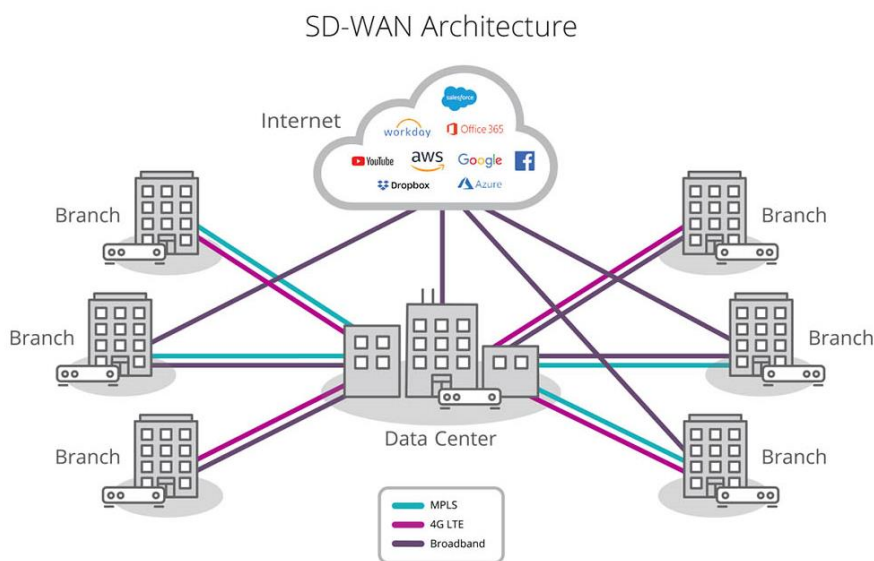 SD-WAN Architecture
Internet
salesforce
workday
Office 365
YouTube
aws
Google
f
Dropbox
Azure
Branch
Branch
Branch
Branch
Branch
Branch
Data Center
MPLS
4G LTE
Broadband